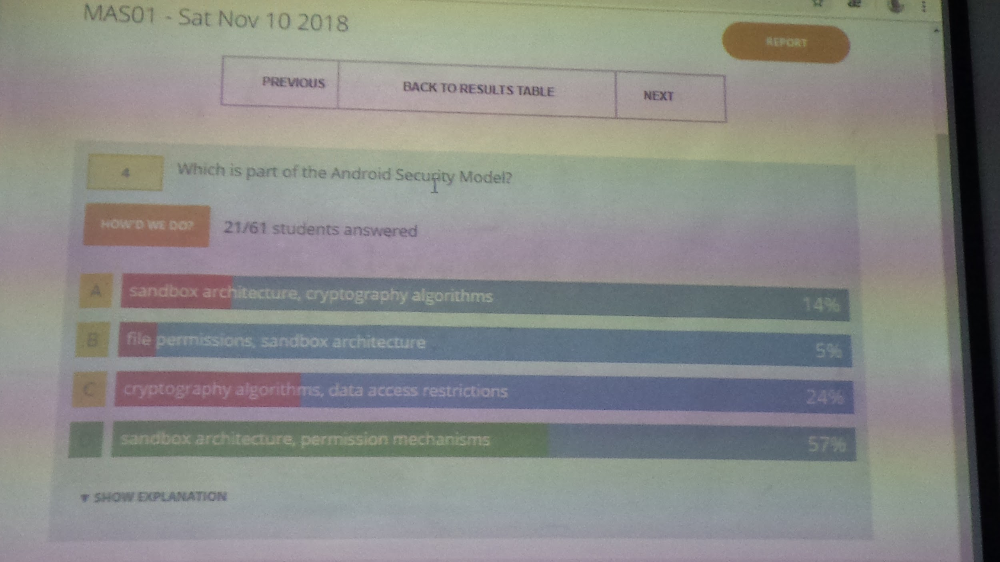 MAS01 - Sat Nov 10 2018
REPORT
PREVIOUS BACK TO RESULTS TABLE NEXT
4 Which is part of the Android Security Model?
HOW'D WE DO? 21/61 students answered
A sandbox architecture, cryptography algorithms 14%
B file permissions, sandbox architecture 5%
C cryptography algorithms, data access restrictions 24%
sandbox architecture, permission mechanisms 57%
▼ SHOW EXPLANATION